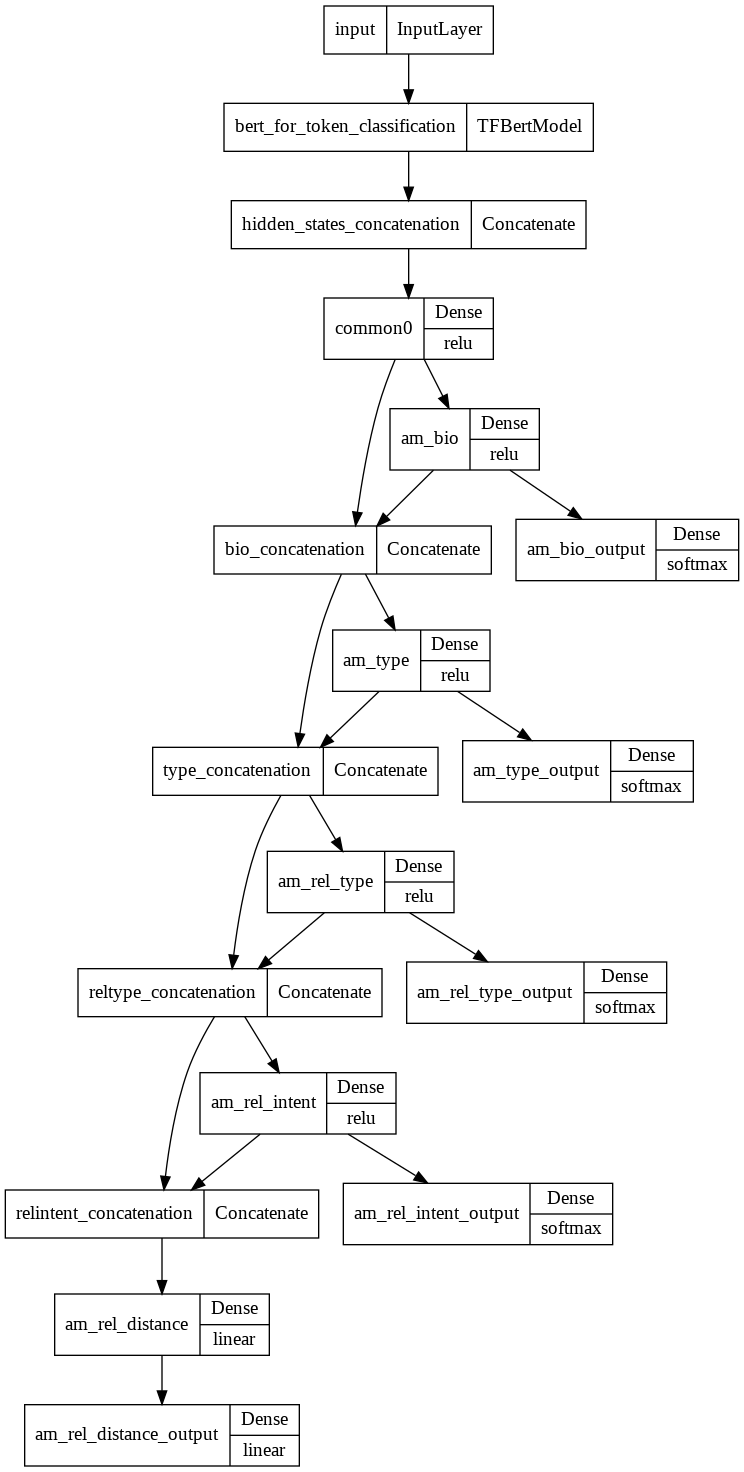 input InputLayer
bert_for_token_classification TFBertModel
hidden_states_concatenation Concatenate
common0 Dense
relu
am_bio Dense
relu
bio_concatenation Concatenate
am_bio_output Dense
softmax
am_type Dense
relu
type_concatenation Concatenate
am_type_output Dense
softmax
am_rel_type Dense
relu
reltype_concatenation Concatenate
am_rel_type_output Dense
softmax
am_rel_intent Dense
relu
relintent_concatenation Concatenate
am_rel_intent_output Dense
softmax
am_rel_distance Dense
linear
am_rel_distance_output Dense
linear